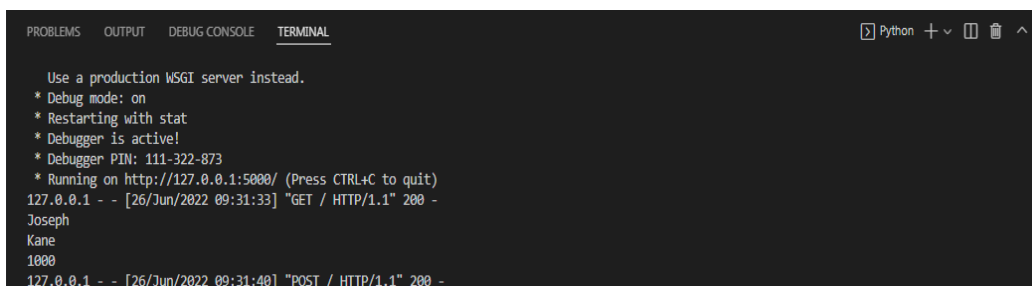 PROBLEMS OUTPUT DEBUG CONSOLE TERMINAL Python
Use a production WSGI server instead.
* Debug mode: on
* Restarting with stat
* Debugger is active!
* Debugger PIN: 111-322-873
* Running on http://127.0.0.1:5000/ (Press CTRL+C to quit)
127.0.0.1 - - [26/Jun/2022 09:31:33] "GET / HTTP/1.1" 200 -
Joseph
Kane
1000
127.0.0.1 - - [26/Jun/2022 09:31:40] "POST / HTTP/1.1" 200 -